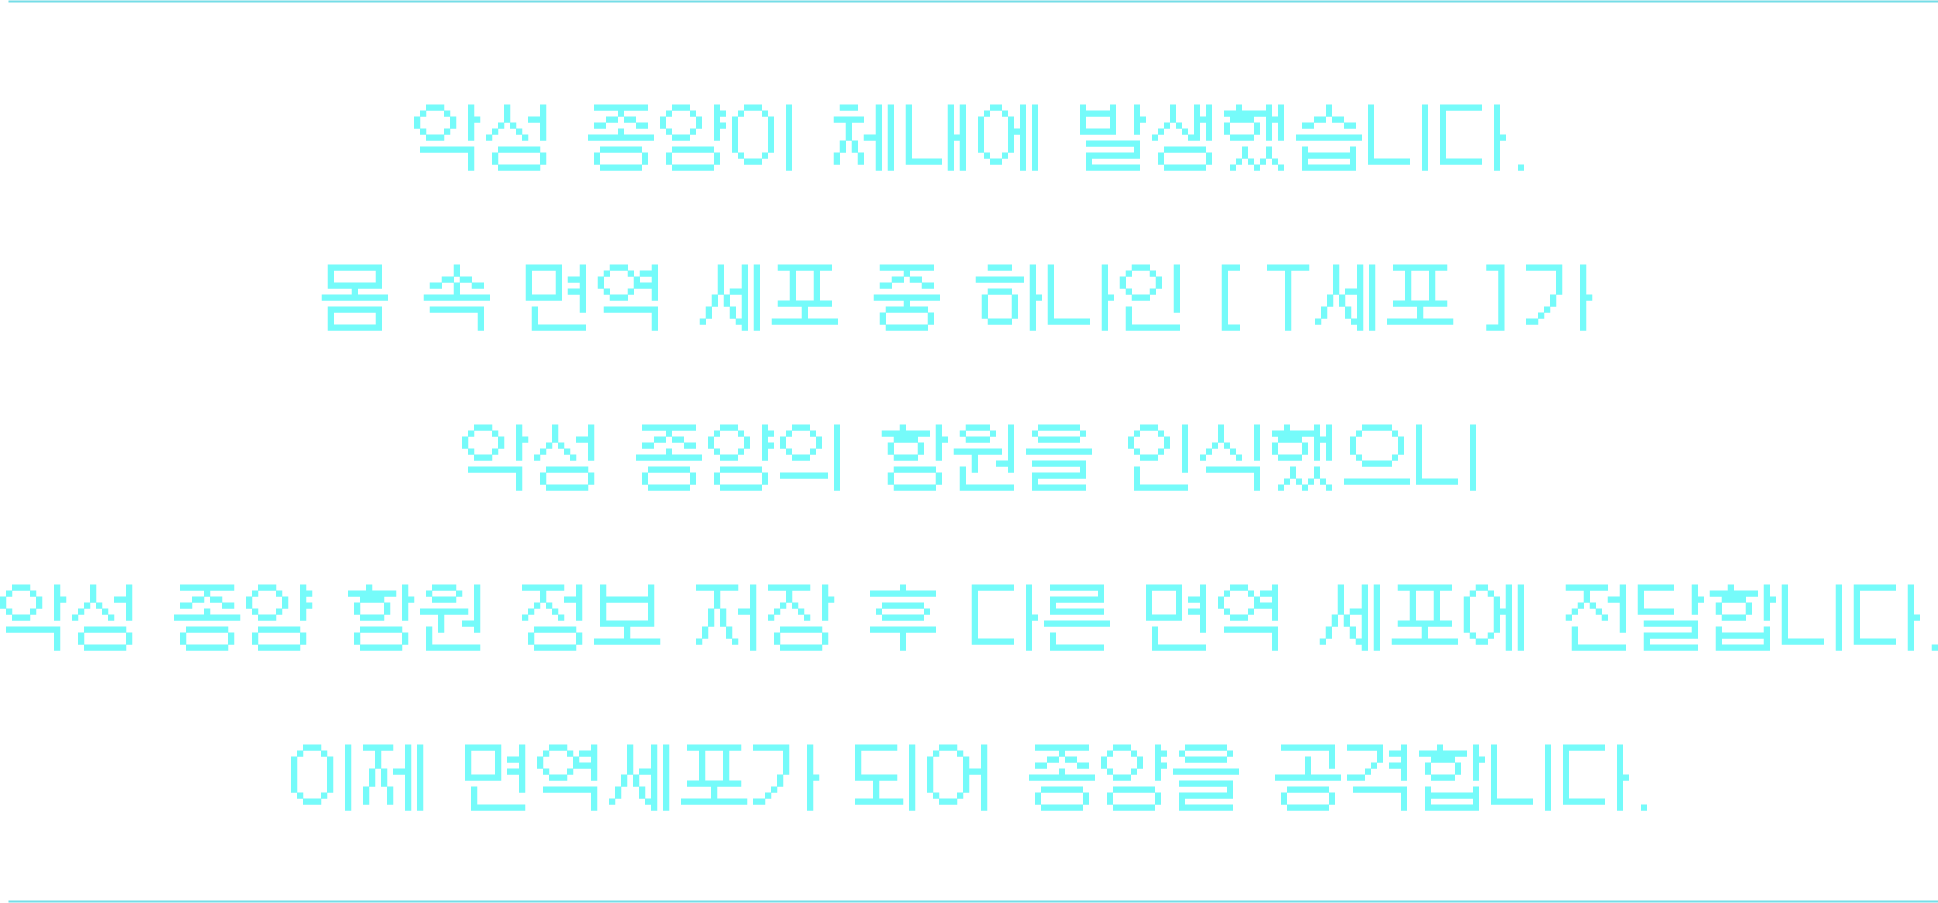 악성 종양이 체내에 발생했습니다.
몸 속 면역 세포 중 하나인 [ T세포 ]가
악성 종양의 항원을 인식했으니
악성 종양 항원 정보 저장 후 다른 면역 세포에 전달합니다.
이제 면역세포가 되어 종양을 공격합니다.